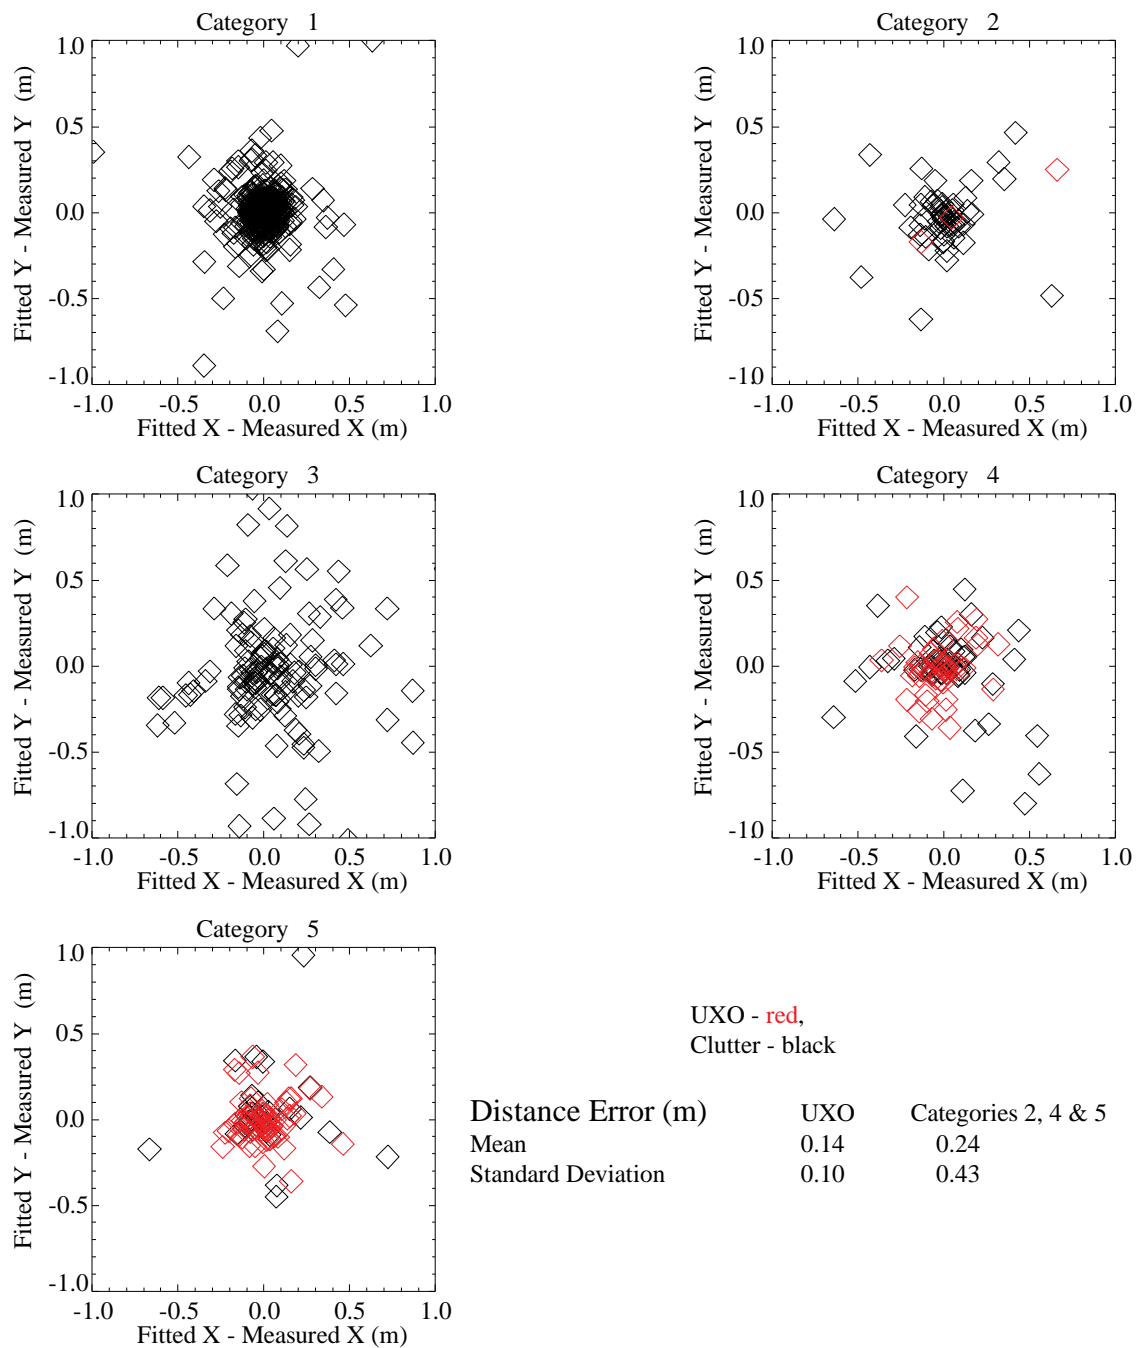 Category 1
1.0
0.5
0.0
-0.5
-1.0
Fitted Y - Measured Y (m)
-1.0 -0.5 0.0 0.5 1.0
Fitted X - Measured X (m)
Category 2
1.0
0.5
0.0
-0.5
-1.0
Fitted Y - Measured Y (m)
-1.0 -0.5 0.0 0.5 1.0
Fitted X - Measured X (m)
Category 3
1.0
0.5
0.0
-0.5
-1.0
Fitted Y - Measured Y (m)
-1.0 -0.5 0.0 0.5 1.0
Fitted X - Measured X (m)
Category 4
1.0
0.5
0.0
-0.5
-1.0
Fitted Y - Measured Y (m)
-1.0 -0.5 0.0 0.5 1.0
Fitted X - Measured X (m)
Category 5
1.0
0.5
0.0
-0.5
-1.0
Fitted Y - Measured Y (m)
-1.0 -0.5 0.0 0.5 1.0
Fitted X - Measured X (m)
UXO - red,
Clutter - black
Distance Error (m) UXO Categories 2, 4 & 5
Mean 0.14 0.24
Standard Deviation 0.10 0.43